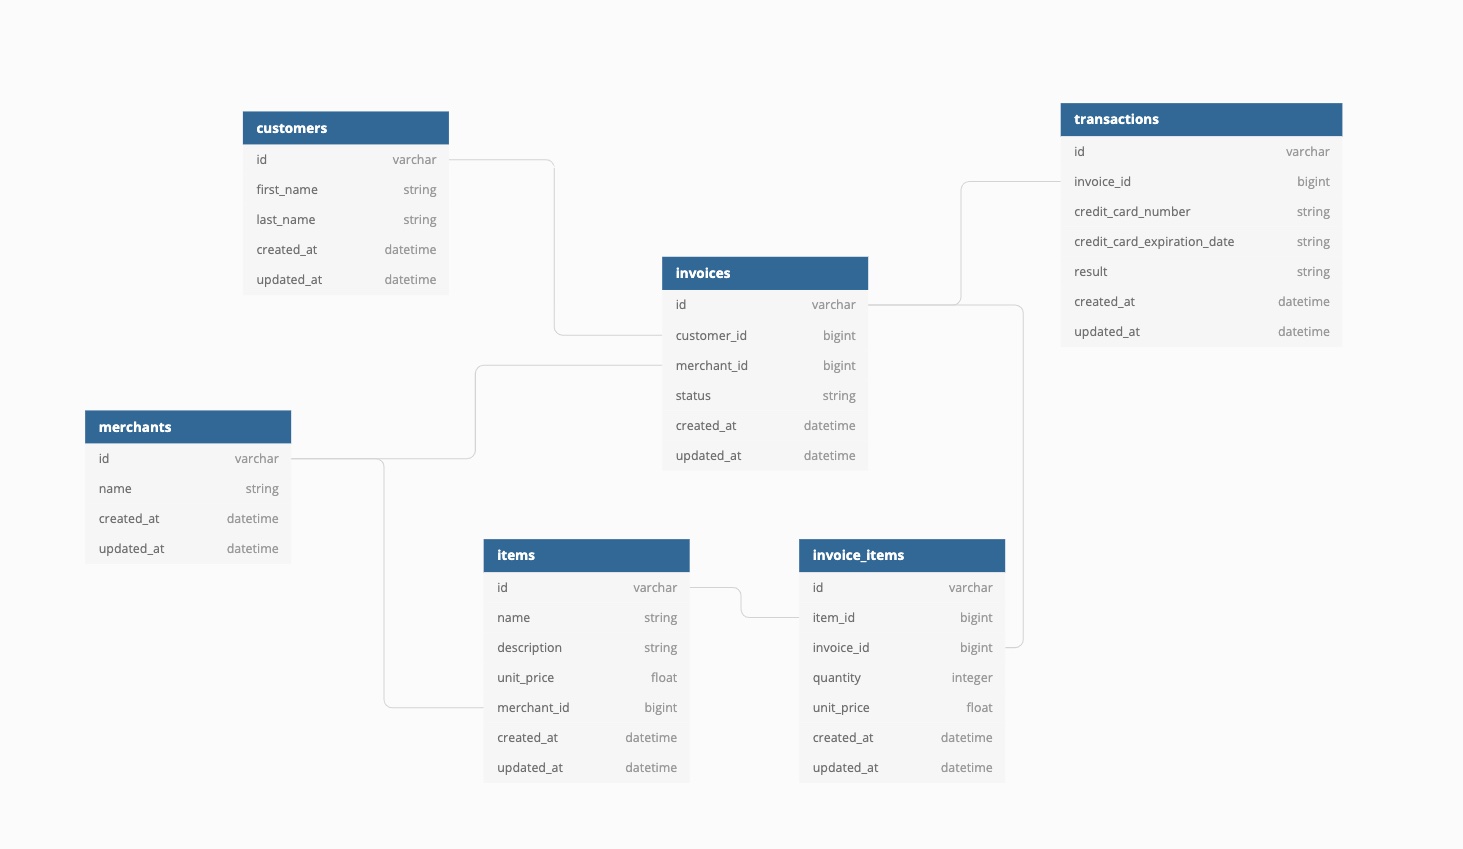 customers
id varchar
first_name string
last_name string
created_at datetime
updated_at datetime
transactions
id varchar
invoice_id bigint
credit_card_number string
credit_card_expiration_date string
result string
created_at datetime
updated_at datetime
invoices
id varchar
customer_id bigint
merchant_id bigint
status string
created_at datetime
updated_at datetime
merchants
id varchar
name string
created_at datetime
updated_at datetime
items
id varchar
name string
description string
unit_price float
merchant_id bigint
created_at datetime
updated_at datetime
invoice_items
id varchar
item_id bigint
invoice_id bigint
quantity integer
unit_price float
created_at datetime
updated_at datetime